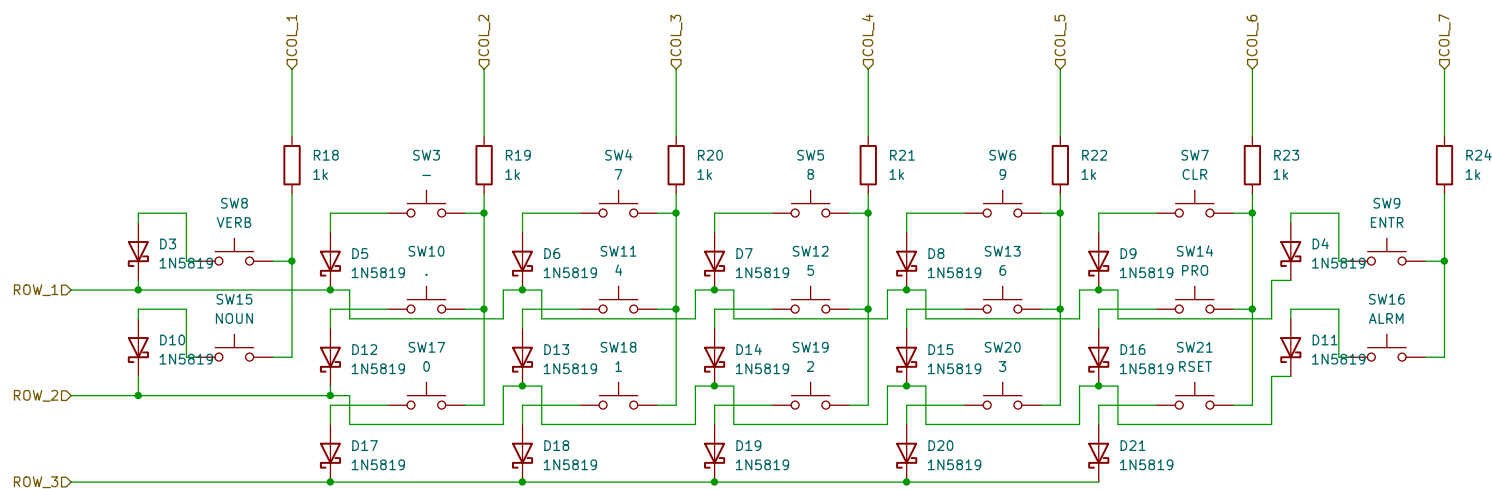 COL_1
COL_2
COL_3
COL_4
COL_5
COL_6
COL_7
R18
1k
SW3
–
R19
1k
SW4
7
R20
1k
SW5
8
R21
1k
SW6
9
R22
1k
SW7
CLR
R23
1k
R24
1k
SW8
VERB
SW9
ENTR
D3
1N5819
D5
1N5819
SW10
.
D6
1N5819
SW11
4
D7
1N5819
SW12
5
D8
1N5819
SW13
6
D9
1N5819
SW14
PRO
D4
1N5819
ROW_1
SW15
NOUN
SW16
ALRM
D10
1N5819
D12
1N5819
SW17
0
D13
1N5819
SW18
1
D14
1N5819
SW19
2
D15
1N5819
SW20
3
D16
1N5819
SW21
RSET
D11
1N5819
ROW_2
D17
1N5819
D18
1N5819
D19
1N5819
D20
1N5819
D21
1N5819
ROW_3